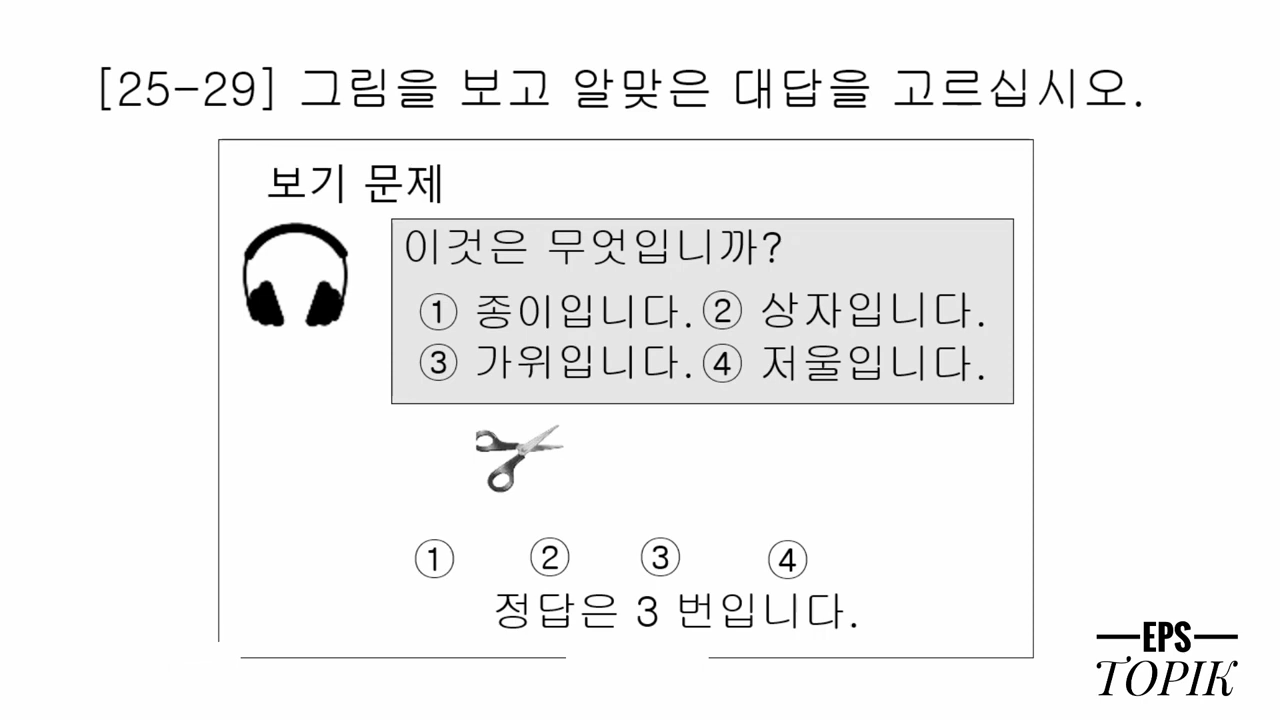 [25-29] 그림을 보고 알맞은 대답을 고르십시오.
보기 문제
이것은 무엇입니까?
① 종이입니다. ② 상자입니다.
③ 가위입니다. ④ 저울입니다.
① ② ③ ④
정답은 3 번입니다.
EPS
TOPIK